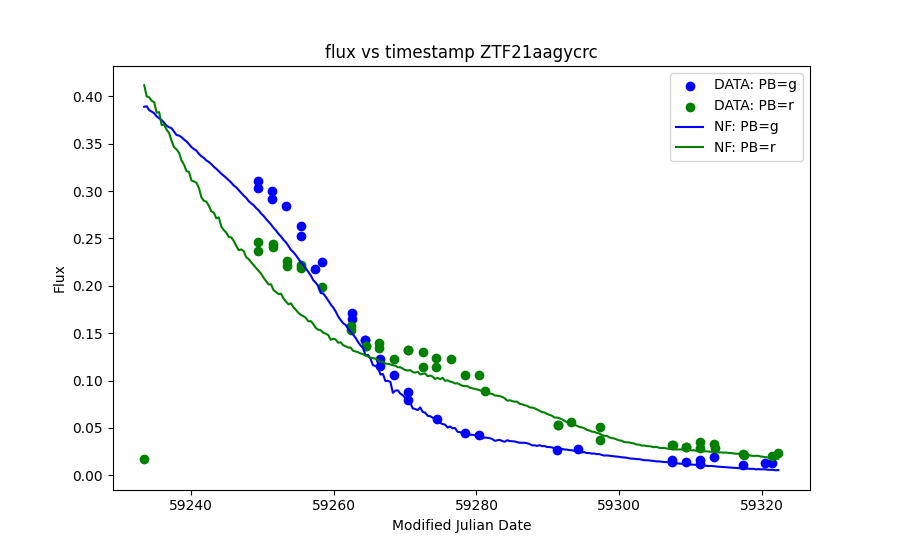 flux vs timestamp ZTF21aagycrc
DATA: PB=g
DATA: PB=r
NF: PB=g
NF: PB=r
Flux
0.40
0.35
0.30
0.25
0.20
0.15
0.10
0.05
0.00
59240
59260
59280
59300
59320
Modified Julian Date